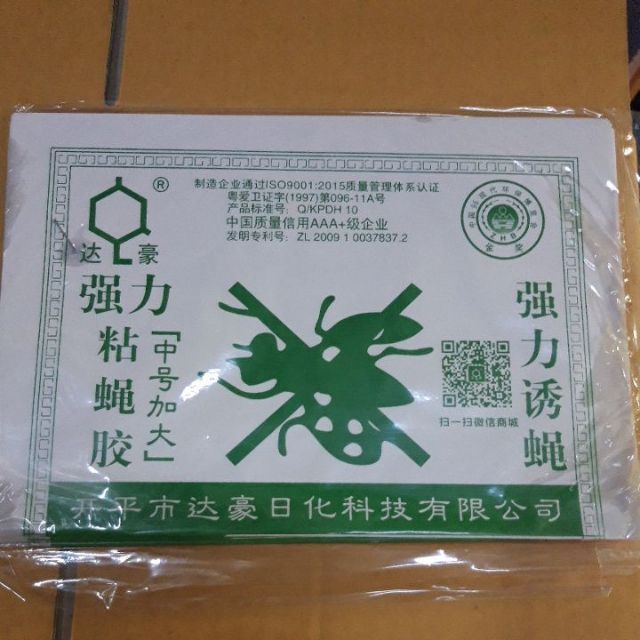 制造企业通过ISO9001:2015质量管理体系认证
粤爱卫证字(1997)第096-11A号
产品标准号：Q/KPDH 10
中国质量信用AAA+级企业
发明专利号：ZL 2009 1 0037837.2
®
达豪
强力
粘蝇胶
「中号加大」
强力诱蝇
扫一扫微信商城
开平市达豪日化科技有限公司